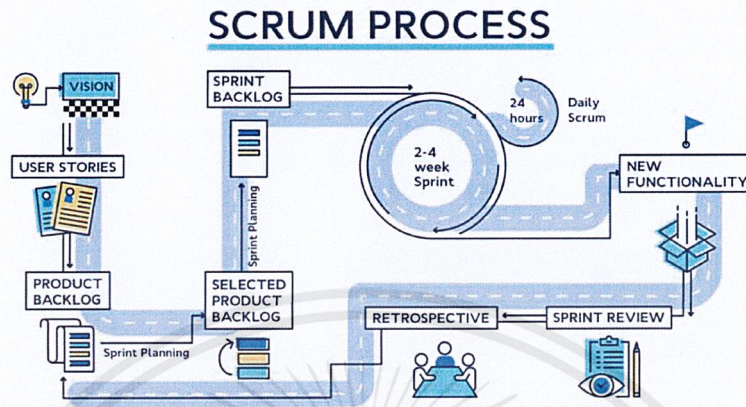 SCRUM PROCESS
VISION
USER STORIES
PRODUCT
BACKLOG
Sprint Planning
SELECTED
PRODUCT
BACKLOG
Sprint Planning
SPRINT
BACKLOG
2-4
week
Sprint
24
hours
Daily
Scrum
NEW
FUNCTIONALITY
SPRINT REVIEW
RETROSPECTIVE